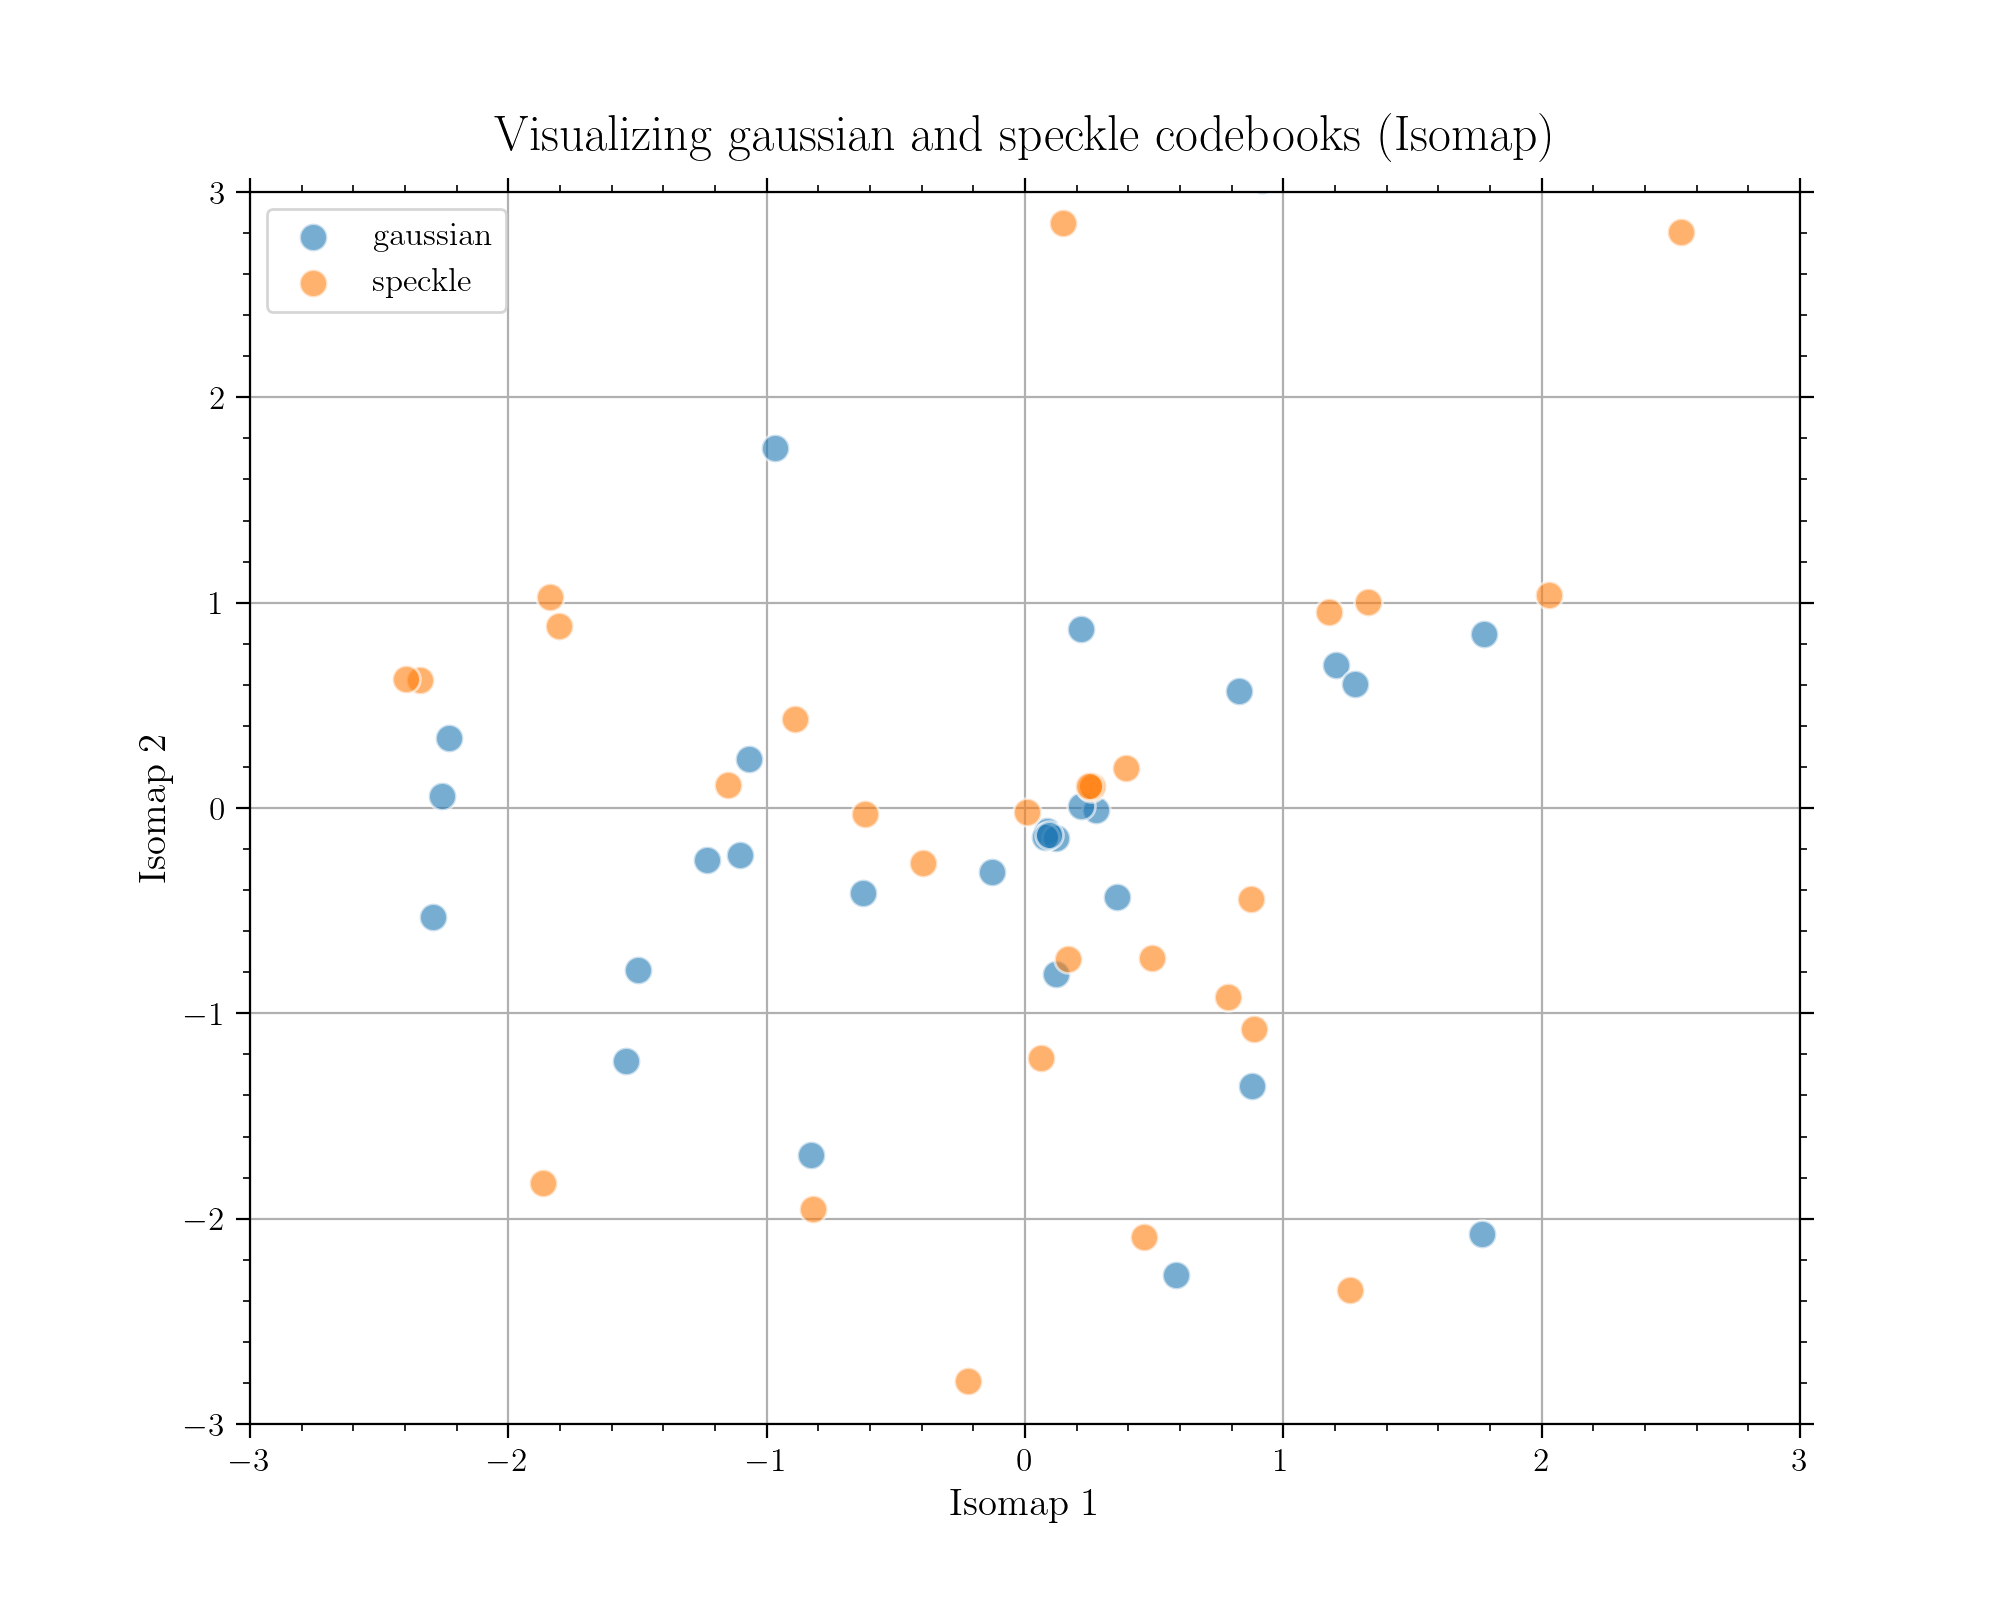 Visualizing gaussian and speckle codebooks (Isomap)
gaussian
speckle
3
2
1
0
−1
−2
−3
Isomap 2
−3 −2 −1 0 1 2 3
Isomap 1